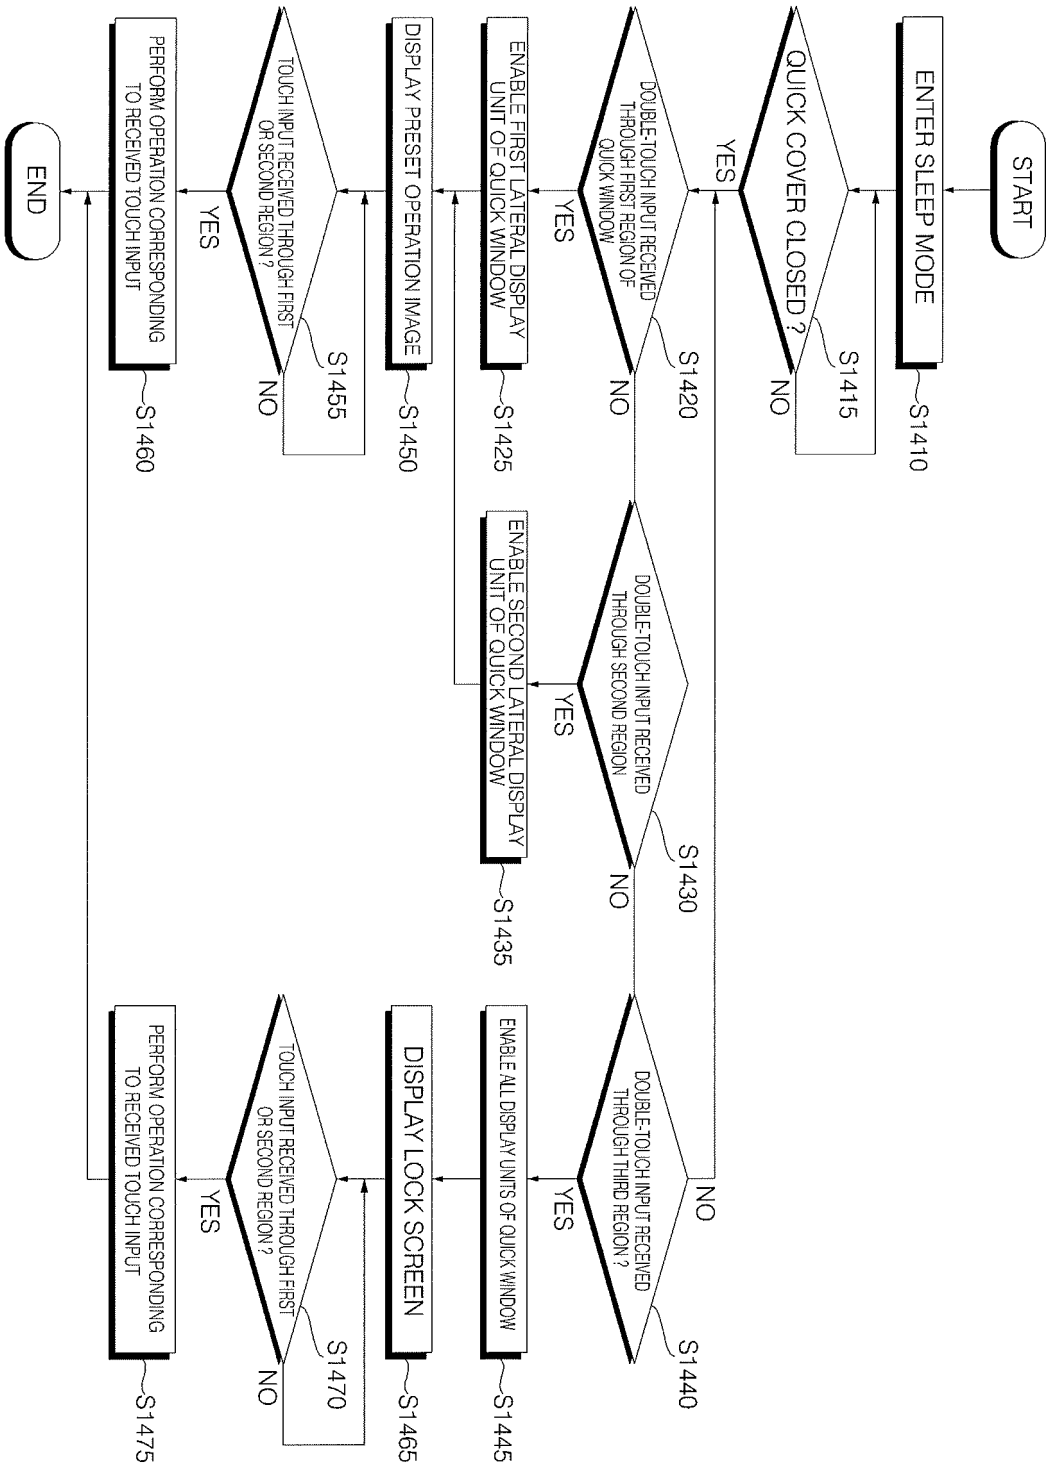 START
ENTER SLEEP MODE
S1410
QUICK COVER CLOSED ?
S1415
NO
YES
DOUBLE-TOUCH INPUT RECEIVED
THROUGH FIRST REGION OF
QUICK WINDOW
S1420
NO
YES
DOUBLE-TOUCH INPUT RECEIVED
THROUGH SECOND REGION
S1430
NO
YES
DOUBLE-TOUCH INPUT RECEIVED
THROUGH THIRD REGION ?
S1440
NO
YES
ENABLE FIRST LATERAL DISPLAY
UNIT OF QUICK WINDOW
S1425
ENABLE SECOND LATERAL DISPLAY
UNIT OF QUICK WINDOW
S1435
ENABLE ALL DISPLAY UNITS OF QUICK WINDOW
S1445
DISPLAY PRESET OPERATION IMAGE
S1450
DISPLAY LOCK SCREEN
S1465
TOUCH INPUT RECEIVED THROUGH FIRST
OR SECOND REGION ?
S1455
NO
YES
TOUCH INPUT RECEIVED THROUGH FIRST
OR SECOND REGION ?
S1470
NO
YES
PERFORM OPERATION CORRESPONDING
TO RECEIVED TOUCH INPUT
S1460
PERFORM OPERATION CORRESPONDING
TO RECEIVED TOUCH INPUT
S1475
END